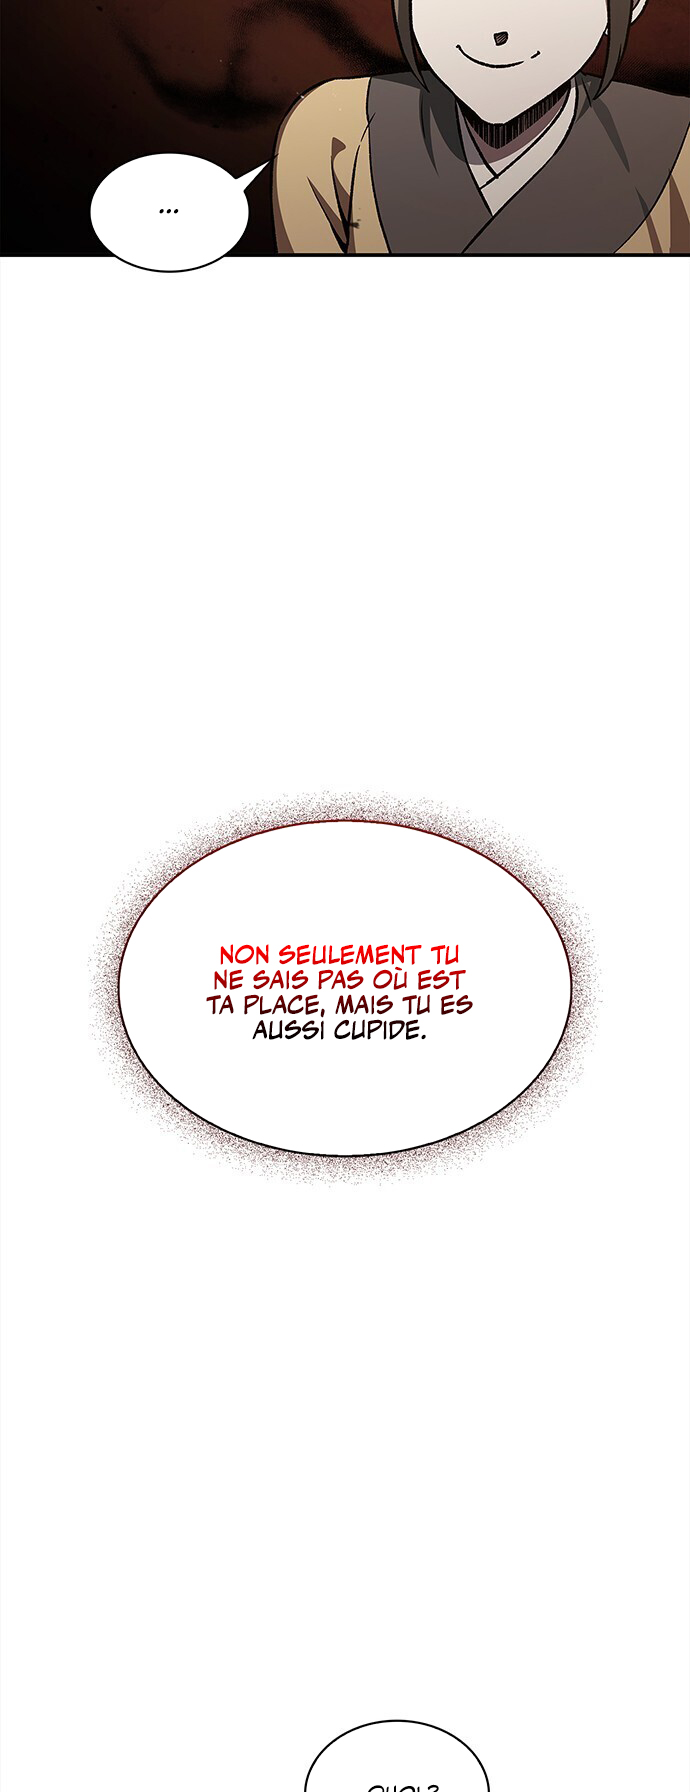 ...
NON SEULEMENT TU
NE SAIS PAS OÙ EST
TA PLACE, MAIS TU ES
AUSSI CUPIDE.